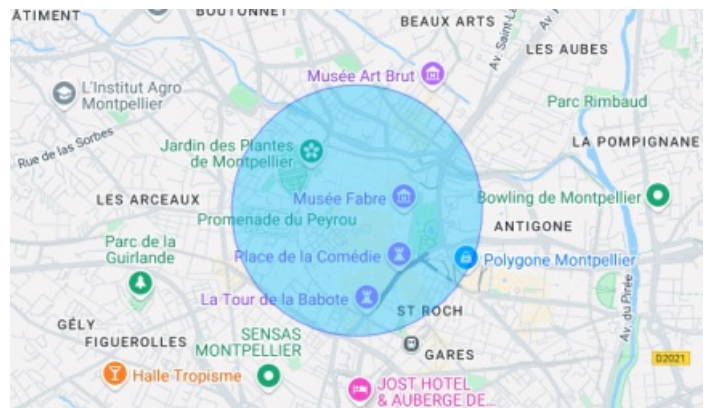 ÂTIMENT
BOUTONNET
BEAUX ARTS
Av. Saint-L
LES AUBES
Musée Art Brut
L'Institut Agro
Montpellier
Parc Rimbaud
Rue de las Sorbes
Jardin des Plantes
de Montpellier
LA POMPIGNANE
LES ARCEAUX
Musée Fabre
Bowling de Montpellier
Promenade du Peyrou
ANTIGONE
Parc de la
Guirlande
Place de la Comédie
Polygone Montpellier
La Tour de la Babote
ST ROCH
Av. du Pirée
GÉLY
FIGUEROLLES
SENSAS
MONTPELLIER
GARES
D2021
Halle Tropisme
JOST HOTEL
& AUBERGE DE...